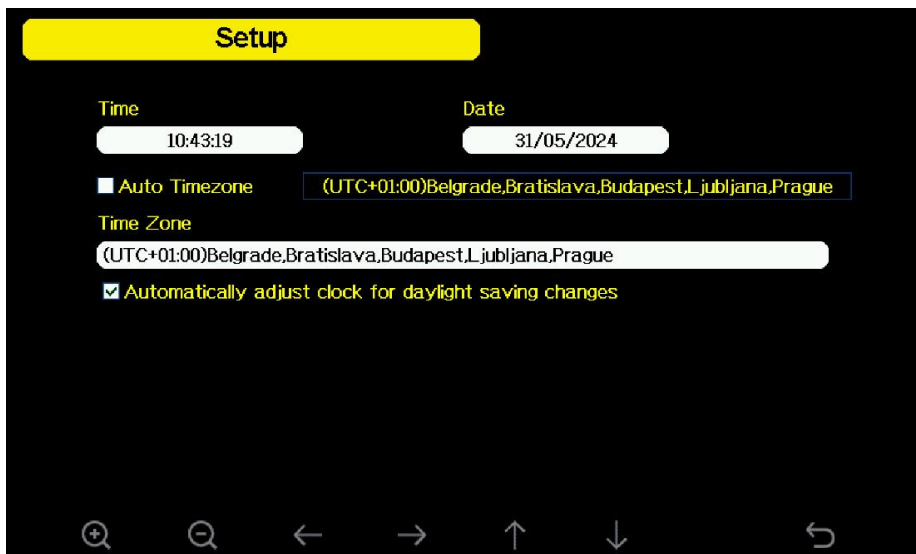 Setup
Time
Date
10:43:19
31/05/2024
Auto Timezone
(UTC+01:00)Belgrade,Bratislava,Budapest,Ljubljana,Prague
Time Zone
(UTC+01:00)Belgrade,Bratislava,Budapest,Ljubljana,Prague
Automatically adjust clock for daylight saving changes